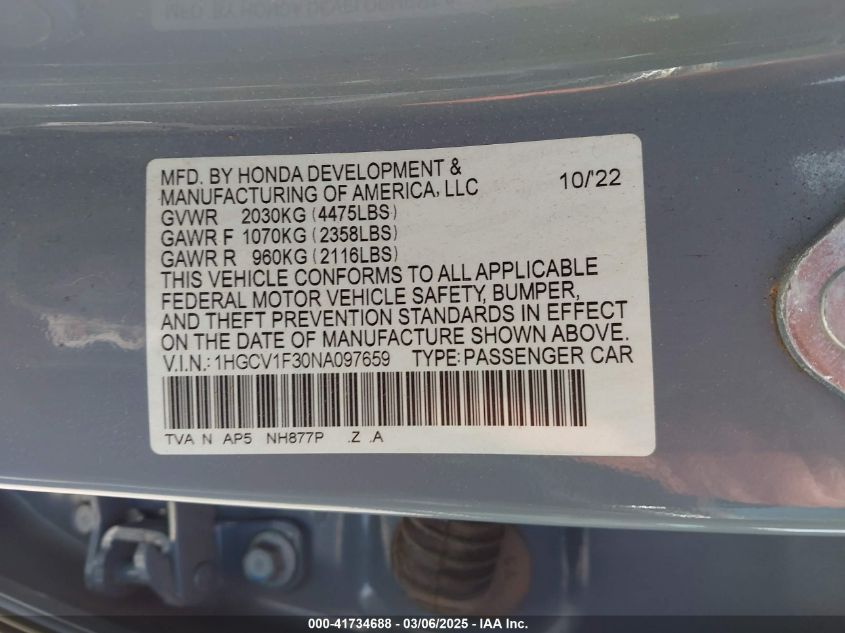 MFD. BY HONDA DEVELOPMENT &
MANUFACTURING OF AMERICA, LLC 10/'22
GVWR 2030KG (4475LBS)
GAWR F 1070KG (2358LBS)
GAWR R 960KG (2116LBS)
THIS VEHICLE CONFORMS TO ALL APPLICABLE
FEDERAL MOTOR VEHICLE SAFETY, BUMPER,
AND THEFT PREVENTION STANDARDS IN EFFECT
ON THE DATE OF MANUFACTURE SHOWN ABOVE.
V.I.N.: 1HGCV1F30NA097659 TYPE: PASSENGER CAR
TVA N AP5 NH877P .Z .A
000-41734688 - 03/06/2025 - IAAI.com